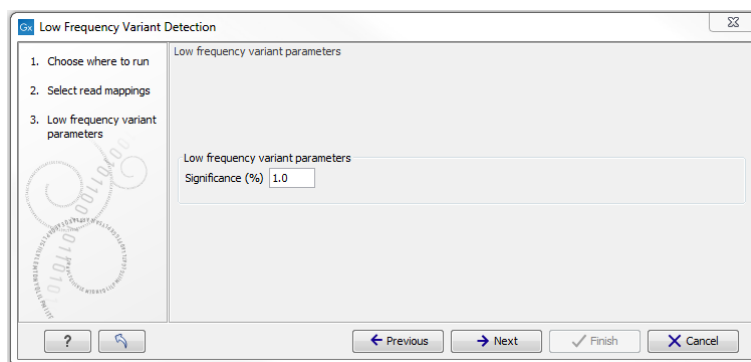 Gx Low Frequency Variant Detection
1. Choose where to run
2. Select read mappings
3. Low frequency variant
parameters
Low frequency variant parameters
Low frequency variant parameters
Significance (%) 1.0
? Previous Next Finish Cancel